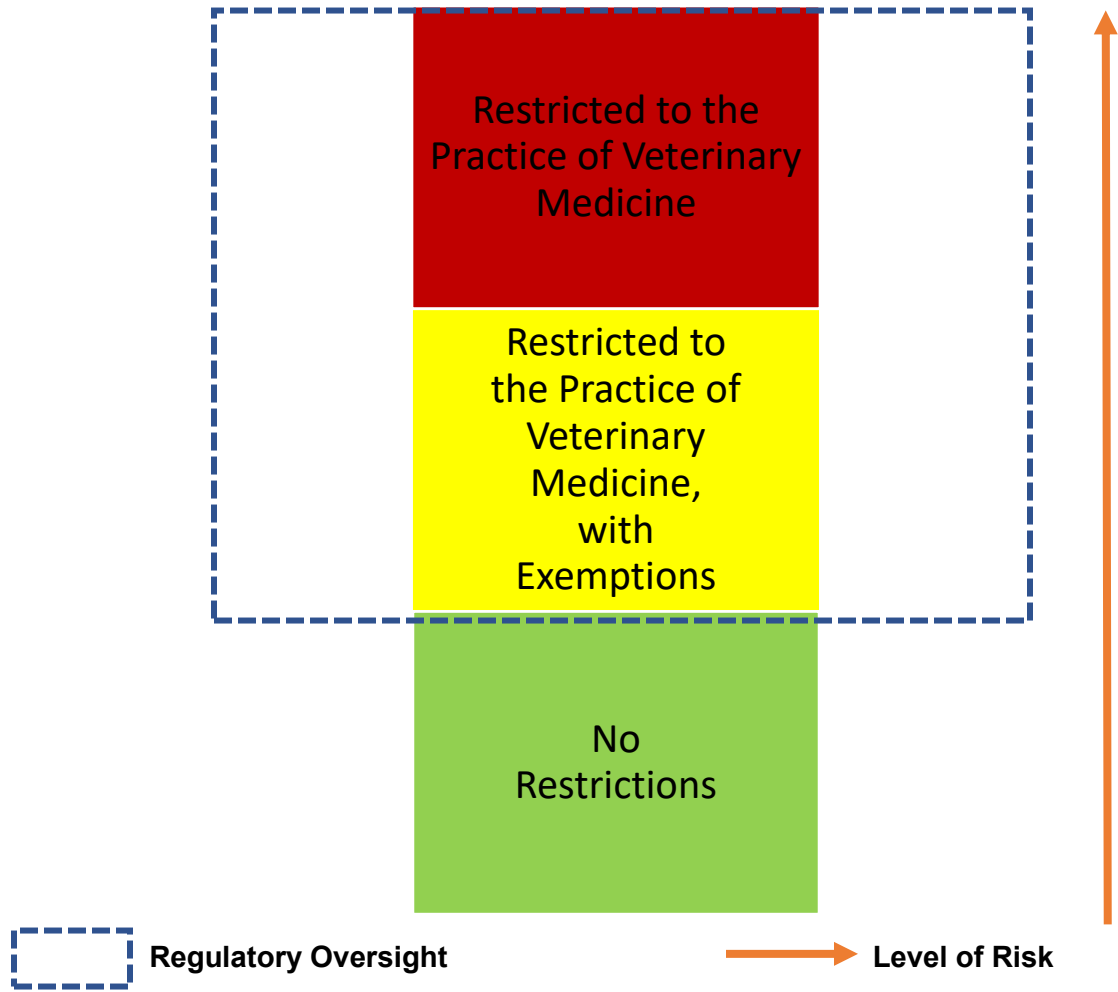 Restricted to the
Practice of Veterinary
Medicine
Restricted to
the Practice of
Veterinary
Medicine,
with
Exemptions
No
Restrictions
Regulatory Oversight
Level of Risk